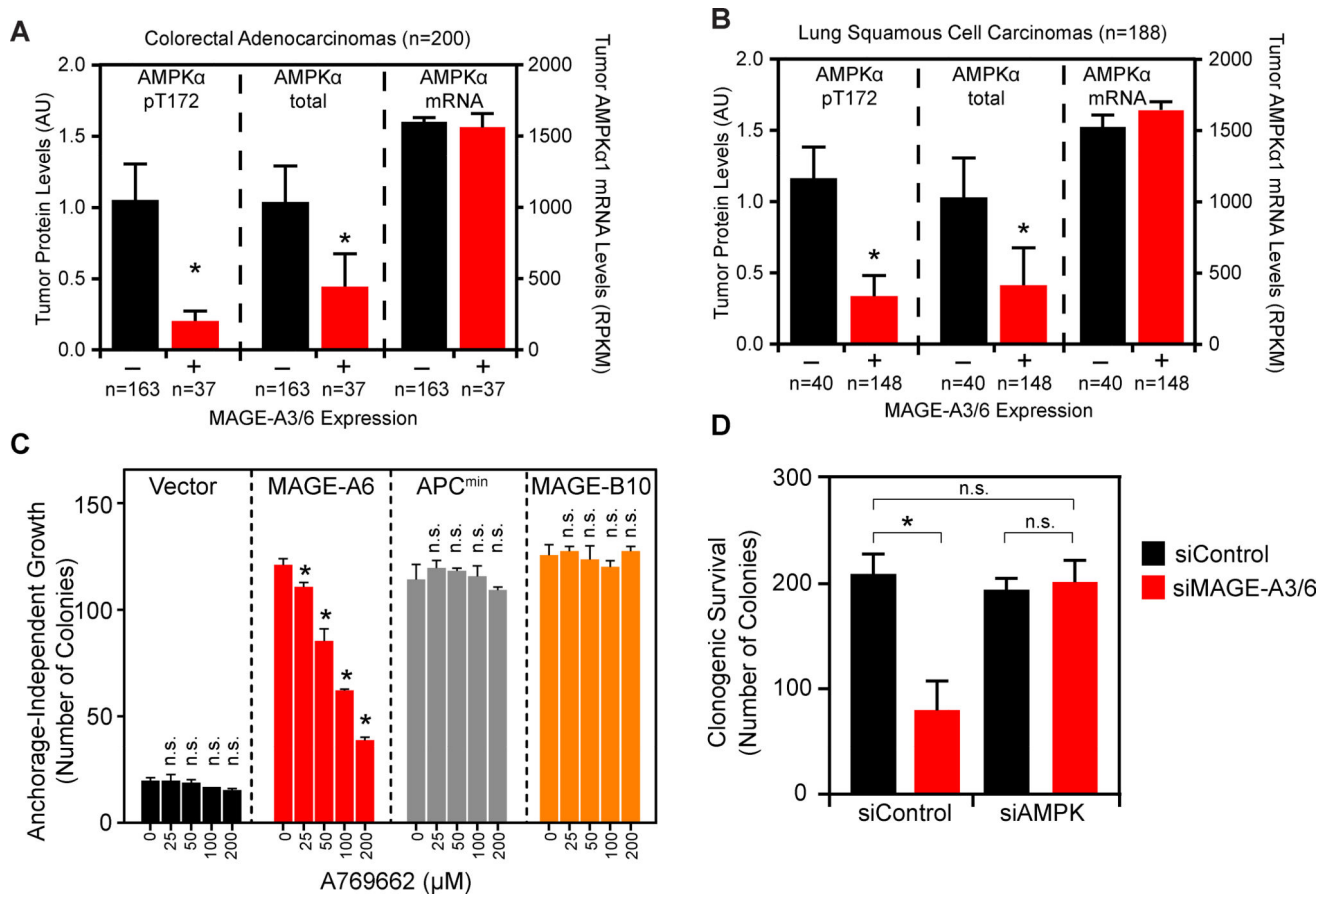 A
Colorectal Adenocarcinomas (n=200)
Tumor Protein Levels (AU)
2.0
1.5
1.0
0.5
0.0
AMPKα
pT172
AMPKα
total
AMPKα
mRNA
*
*
2000
1500
1000
500
0
Tumor AMPKα1 mRNA Levels (RPKM)
– + – + – +
n=163 n=37 n=163 n=37 n=163 n=37
MAGE-A3/6 Expression
B
Lung Squamous Cell Carcinomas (n=188)
Tumor Protein Levels (AU)
2.0
1.5
1.0
0.5
0.0
AMPKα
pT172
AMPKα
total
AMPKα
mRNA
*
*
2000
1500
1000
500
0
Tumor AMPKα1 mRNA Levels (RPKM)
– + – + – +
n=40 n=148 n=40 n=148 n=40 n=148
MAGE-A3/6 Expression
C
Anchorage-Independent Growth
(Number of Colonies)
150
100
50
0
Vector
MAGE-A6
APCmin
MAGE-B10
n.s. n.s. n.s. n.s.
* * * *
n.s. n.s. n.s. n.s.
n.s. n.s. n.s. n.s.
0 25 50 100 200 0 25 50 100 200 0 25 50 100 200 0 25 50 100 200
A769662 (µM)
D
Clonogenic Survival
(Number of Colonies)
300
200
100
0
n.s.
*
n.s.
siControl
siAMPK
siControl
siMAGE-A3/6